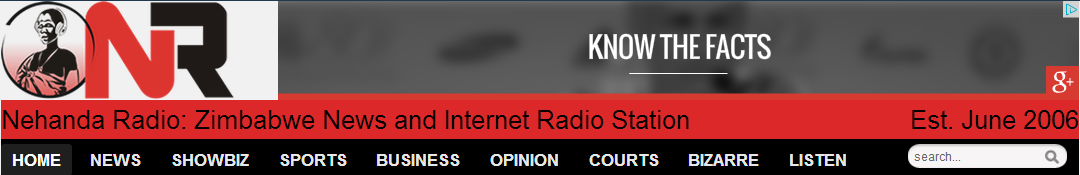 NR
KNOW THE FACTS
g+
Nehanda Radio: Zimbabwe News and Internet Radio Station Est. June 2006
HOME NEWS SHOWBIZ SPORTS BUSINESS OPINION COURTS BIZARRE LISTEN search...